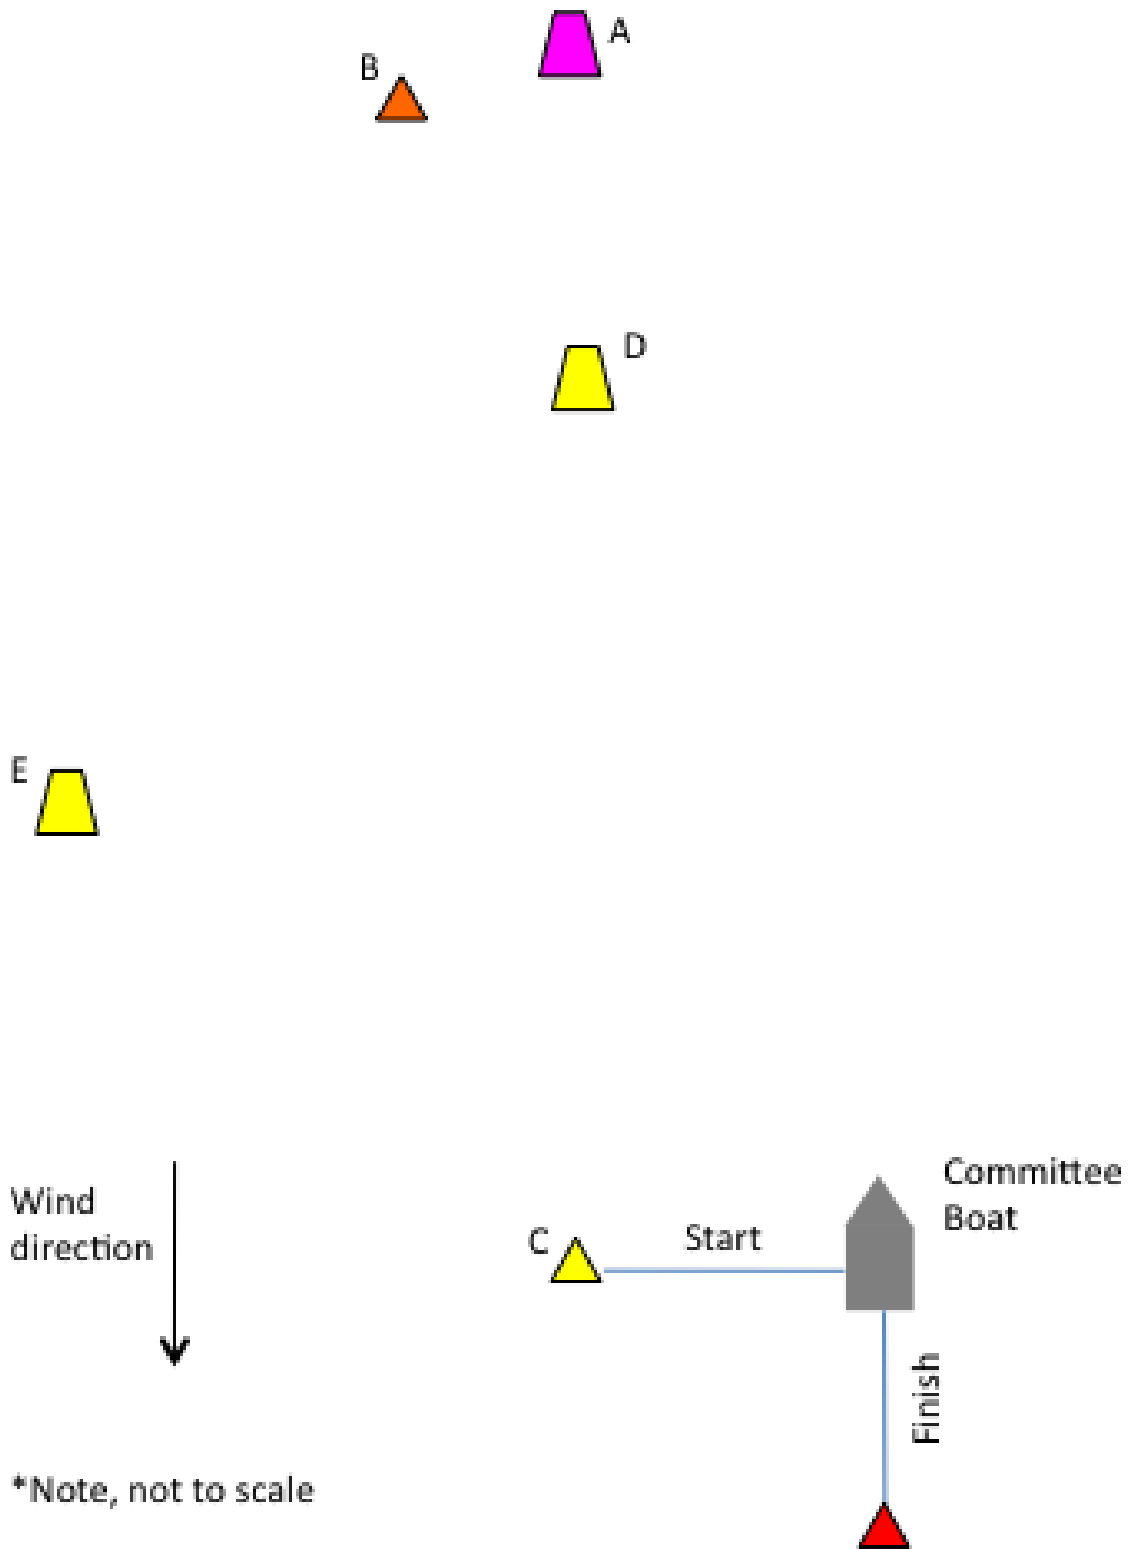 A
B
D
E
Wind
direction
C
Start
Committee
Boat
Finish
*Note, not to scale